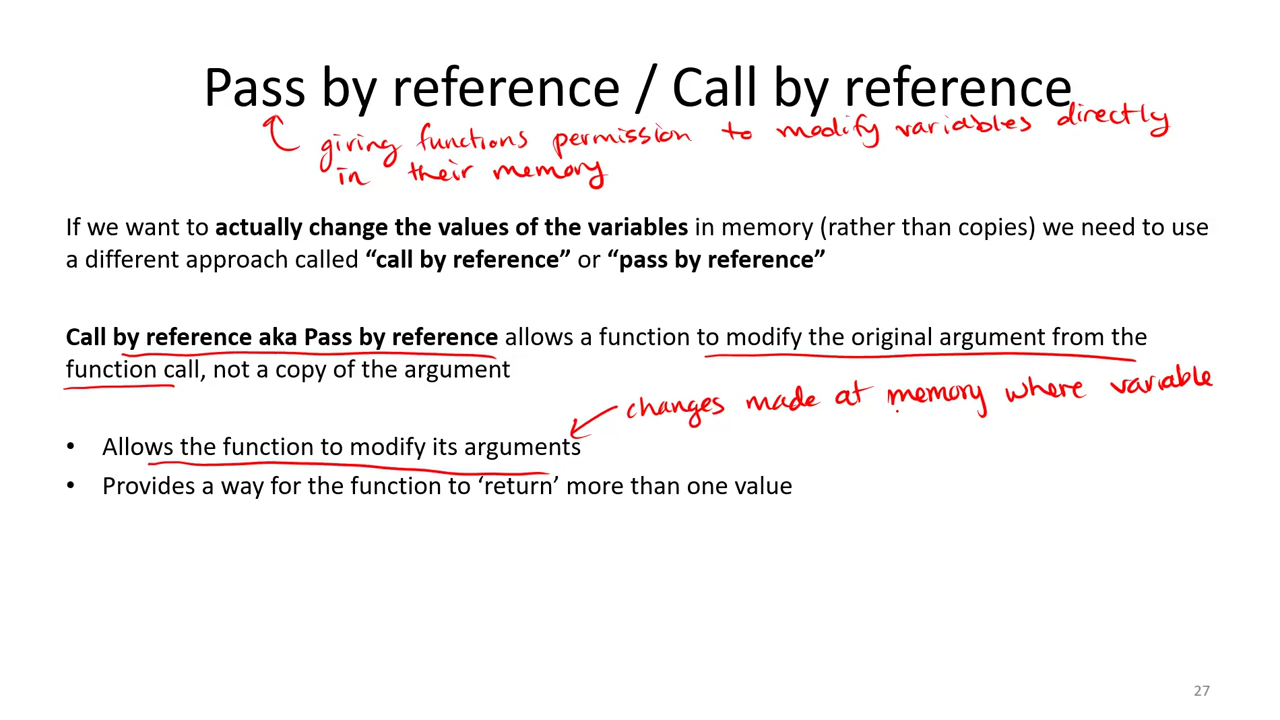 Pass by reference / Call by reference
giving functions permission to modify variables directly
in their memory
If we want to actually change the values of the variables in memory (rather than copies) we need to use
a different approach called “call by reference” or “pass by reference”
Call by reference aka Pass by reference allows a function to modify the original argument from the
function call, not a copy of the argument
changes made at memory where variable
• Allows the function to modify its arguments
• Provides a way for the function to ‘return’ more than one value
27